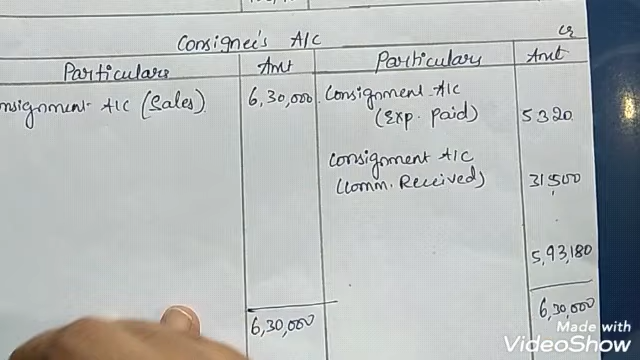 Consignee's A/C
Cr
Particulars Amt Particulars Amt
onsignment A/C (Sales) 6,30,000 Consignment A/C
(Exp. paid) 5320
Consignment A/C
(Comm. Received) 31,500
5,93,180
6,30,000 6,30,000
Made with
VideoShow